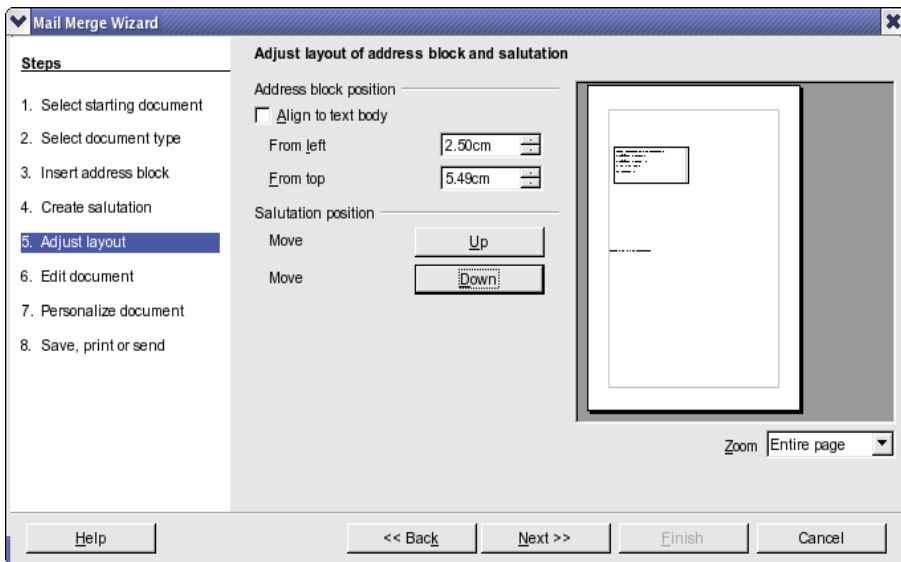 Mail Merge Wizard
Steps
1. Select starting document
2. Select document type
3. Insert address block
4. Create salutation
5. Adjust layout
6. Edit document
7. Personalize document
8. Save, print or send
Adjust layout of address block and salutation
Address block position
Align to text body
From left 2.50cm
From top 5.49cm
Salutation position
Move Up
Move Down
Zoom Entire page
Help << Back Next >> Finish Cancel